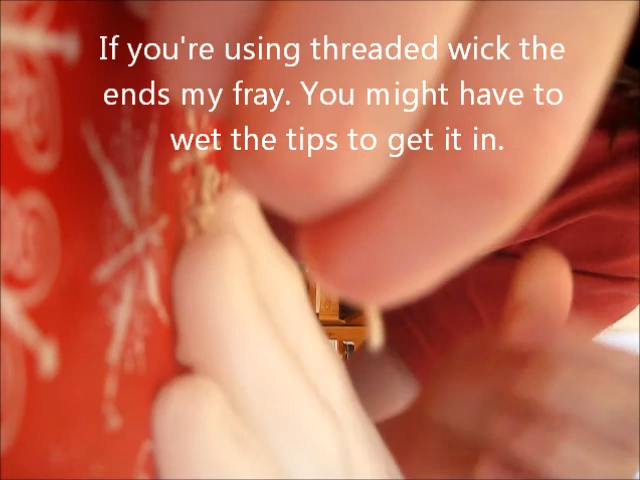 If you're using threaded wick the
ends my fray. You might have to
wet the tips to get it in.